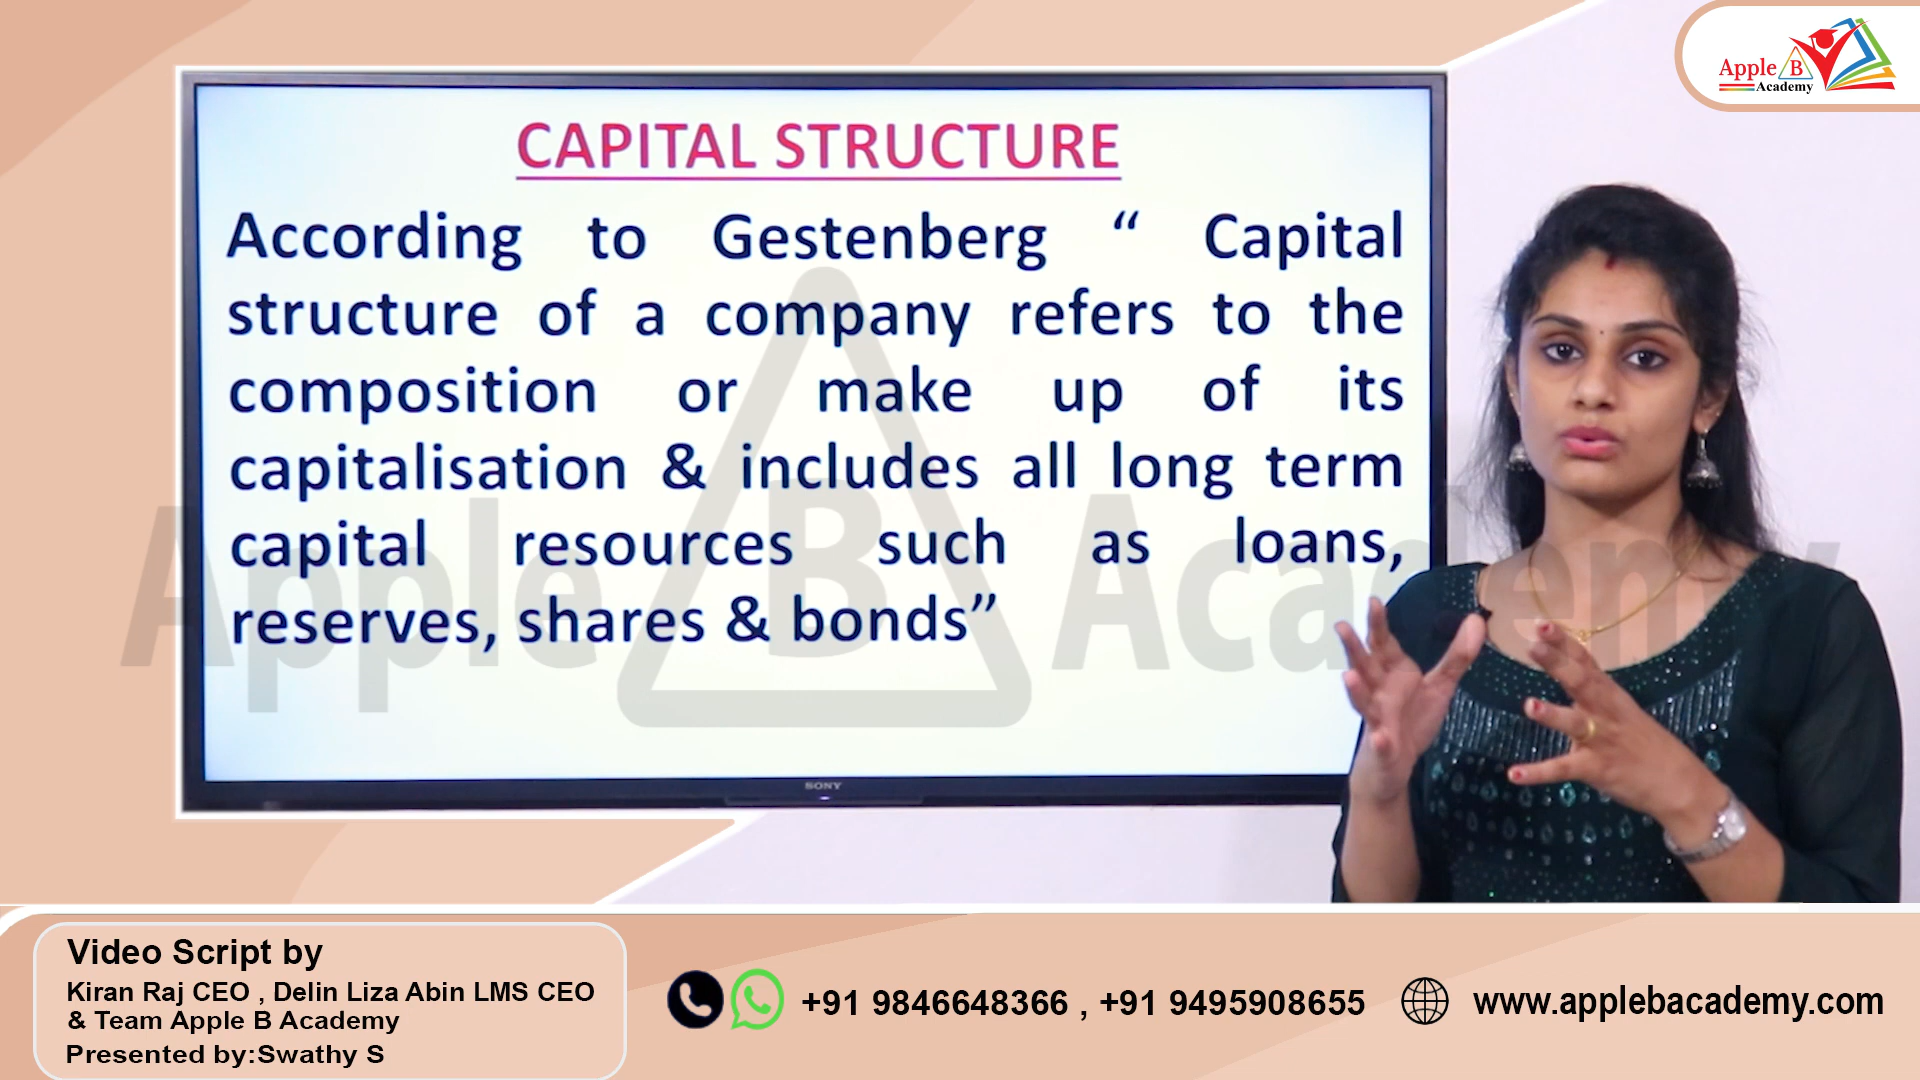 Apple B
Academy
CAPITAL STRUCTURE
According to Gestenberg “ Capital
structure of a company refers to the
composition or make up of its
capitalisation & includes all long term
capital resources such as loans,
reserves, shares & bonds”
Apple B Academy
SONY
Video Script by
Kiran Raj CEO , Delin Liza Abin LMS CEO
& Team Apple B Academy
Presented by:Swathy S
+91 9846648366 , +91 9495908655
www.applebacademy.com